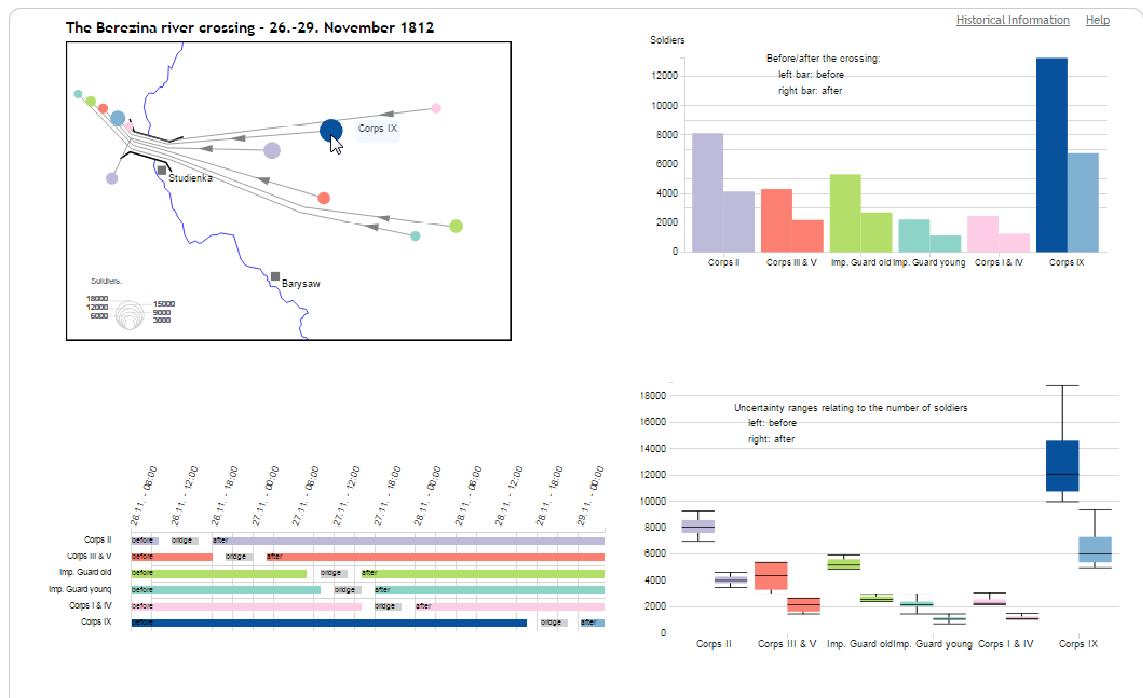 The Berezina river crossing - 26.-29. November 1812
Historical Information
Help
Corps IX
Studienka
Barysaw
Soldiers:
18000
12000
6000
15000
9000
3000
Soldiers
Before/after the crossing:
left bar: before
right bar: after
12000
10000
8000
6000
4000
2000
0
Corps II
Corps III & V
Imp. Guard old
Imp. Guard young
Corps I & IV
Corps IX
26.11. - 06:00
26.11. - 12:00
26.11. - 18:00
27.11. - 00:00
27.11. - 06:00
27.11. - 12:00
27.11. - 18:00
28.11. - 00:00
28.11. - 06:00
28.11. - 12:00
28.11. - 18:00
29.11. - 00:00
Corps II before bridge after
Corps III & V before bridge after
Imp. Guard old before bridge after
Imp. Guard young before bridge after
Corps I & IV before bridge after
Corps IX before bridge after
Uncertainty ranges relating to the number of soldiers
left: before
right: after
18000
16000
14000
12000
10000
8000
6000
4000
2000
0
Corps II
Corps III & V
Imp. Guard old
Imp. Guard young
Corps I & IV
Corps IX